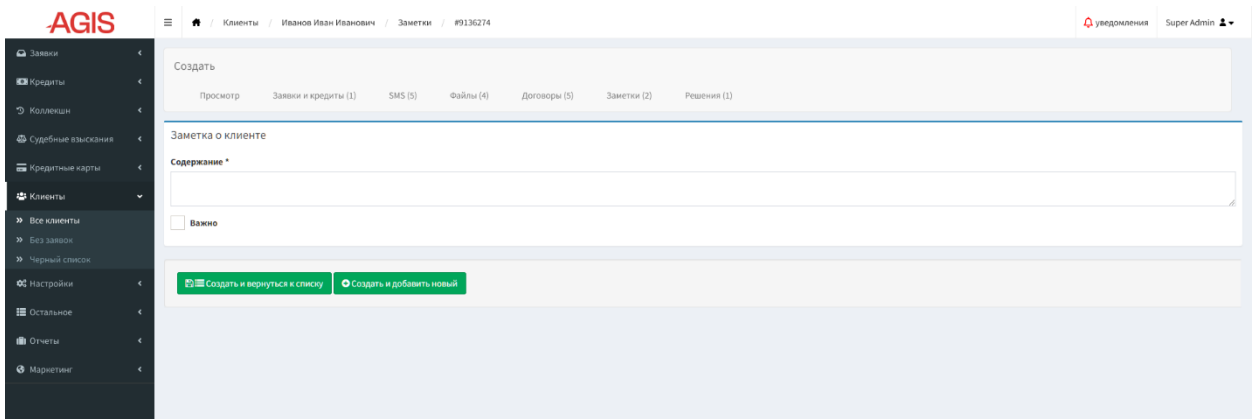 AGIS
Клиенты / Иванов Иван Иванович / Заметки / #9136274
уведомления
Super Admin
Заявки
Кредиты
Коллекшн
Судебные взыскания
Кредитные карты
Клиенты
Все клиенты
Без заявок
Черный список
Настройки
Остальное
Отчеты
Маркетинг
Создать
Просмотр Заявки и кредиты (1) SMS (5) Файлы (4) Договоры (5) Заметки (2) Решения (1)
Заметка о клиенте
Содержание *
Важно
Создать и вернуться к списку
Создать и добавить новый